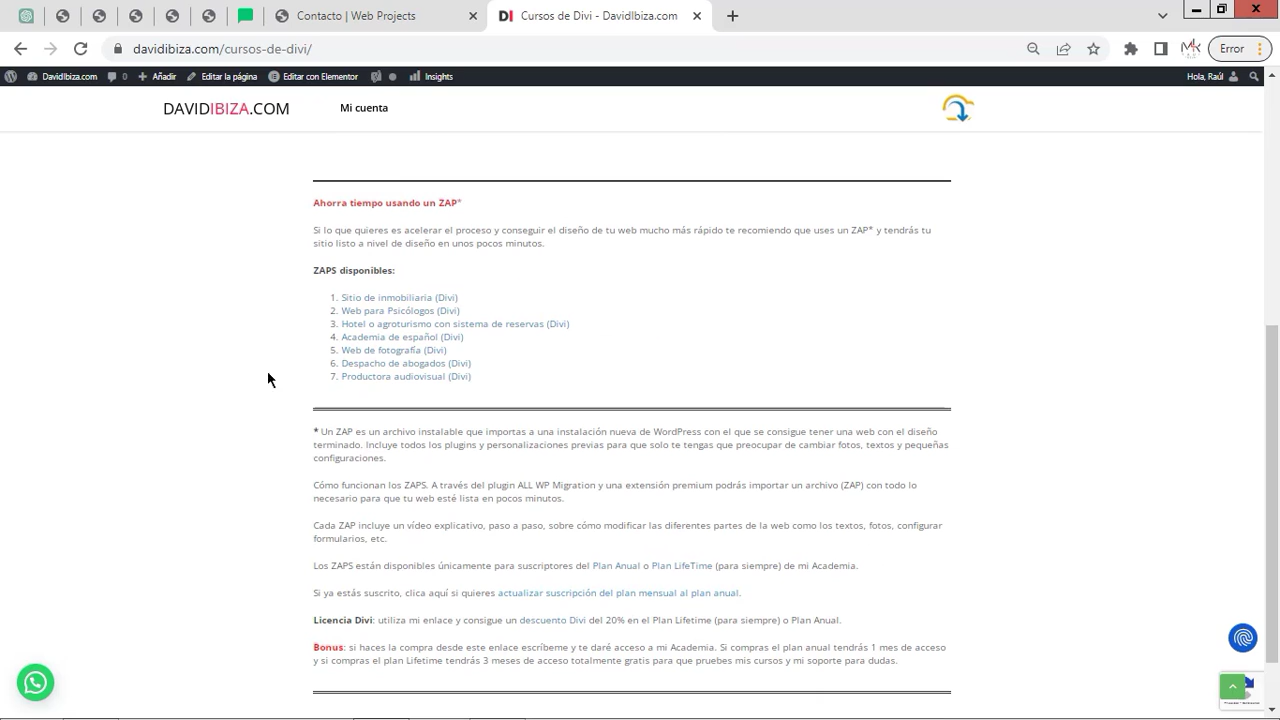 Contacto | Web Projects
Cursos de Divi - DavidIbiza.com
davidibiza.com/cursos-de-divi/
Error
DavidIbiza.com
0
Añadir
Editar la página
Editar con Elementor
Insights
Hola, Raúl
DAVIDIBIZA.COM
Mi cuenta
Ahorra tiempo usando un ZAP*
Si lo que quieres es acelerar el proceso y conseguir el diseño de tu web mucho más rápido te recomiendo que uses un ZAP* y tendrás tu
sitio listo a nivel de diseño en unos pocos minutos.
ZAPS disponibles:
1. Sitio de inmobiliaria (Divi)
2. Web para Psicólogos (Divi)
3. Hotel o agroturismo con sistema de reservas (Divi)
4. Academia de español (Divi)
5. Web de fotografía (Divi)
6. Despacho de abogados (Divi)
7. Productora audiovisual (Divi)
* Un ZAP es un archivo instalable que importas a una instalación nueva de WordPress con el que se consigue tener una web con el diseño
terminado. Incluye todos los plugins y personalizaciones previas para que solo te tengas que preocupar de cambiar fotos, textos y pequeñas
configuraciones.
Cómo funcionan los ZAPS. A través del plugin ALL WP Migration y una extensión premium podrás importar un archivo (ZAP) con todo lo
necesario para que tu web esté lista en pocos minutos.
Cada ZAP incluye un vídeo explicativo, paso a paso, sobre cómo modificar las diferentes partes de la web como los textos, fotos, configurar
formularios, etc.
Los ZAPS están disponibles únicamente para suscriptores del Plan Anual o Plan LifeTime (para siempre) de mi Academia.
Si ya estás suscrito, clica aquí si quieres actualizar suscripción del plan mensual al plan anual.
Licencia Divi: utiliza mi enlace y consigue un descuento Divi del 20% en el Plan Lifetime (para siempre) o Plan Anual.
Bonus: si haces la compra desde este enlace escríbeme y te daré acceso a mi Academia. Si compras el plan anual tendrás 1 mes de acceso
y si compras el plan Lifetime tendrás 3 meses de acceso totalmente gratis para que pruebes mis cursos y mi soporte para dudas.